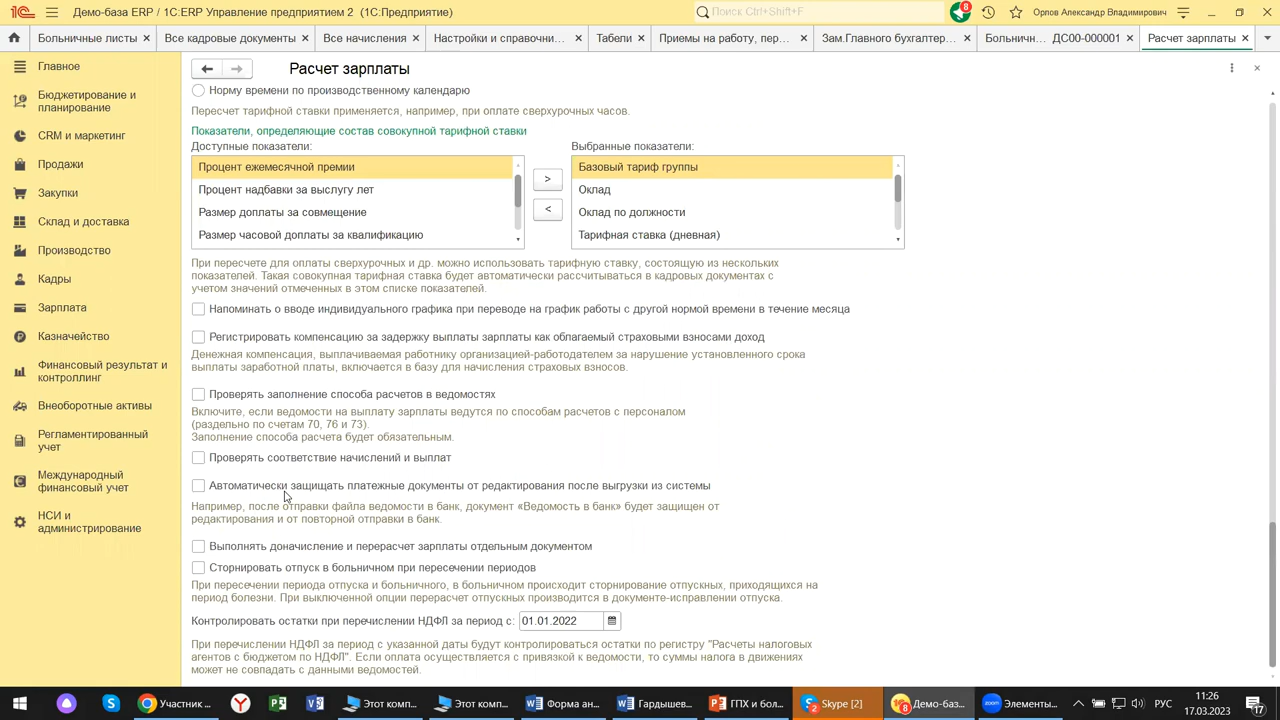 Демо-база ERP / 1С:ERP Управление предприятием 2 (1С:Предприятие)
Поиск Ctrl+Shift+F
8
Орлов Александр Владимирович
Больничные листы
Все кадровые документы
Все начисления
Настройки и справочни...
Табели
Приемы на работу, пер...
Зам.Главного бухгалтер...
Больничн... ДС00-000001
Расчет зарплаты
Главное
Бюджетирование и
планирование
CRM и маркетинг
Продажи
Закупки
Склад и доставка
Производство
Кадры
Зарплата
Казначейство
Финансовый результат и
контроллинг
Внеоборотные активы
Регламентированный
учет
Международный
финансовый учет
НСИ и
администрирование
Расчет зарплаты
Норму времени по производственному календарю
Пересчет тарифной ставки применяется, например, при оплате сверхурочных часов.
Показатели, определяющие состав совокупной тарифной ставки
Доступные показатели:
Выбранные показатели:
Процент ежемесячной премии
Процент надбавки за выслугу лет
Размер доплаты за совмещение
Размер часовой доплаты за квалификацию
>
<
Базовый тариф группы
Оклад
Оклад по должности
Тарифная ставка (дневная)
При пересчете для оплаты сверхурочных и др. можно использовать тарифную ставку, состоящую из нескольких
показателей. Такая совокупная тарифная ставка будет автоматически рассчитываться в кадровых документах с
учетом значений отмеченных в этом списке показателей.
Напоминать о вводе индивидуального графика при переводе на график работы с другой нормой времени в течение месяца
Регистрировать компенсацию за задержку выплаты зарплаты как облагаемый страховыми взносами доход
Денежная компенсация, выплачиваемая работнику организацией-работодателем за нарушение установленного срока
выплаты заработной платы, включается в базу для начисления страховых взносов.
Проверять заполнение способа расчетов в ведомостях
Включите, если ведомости на выплату зарплаты ведутся по способам расчетов с персоналом
(раздельно по счетам 70, 76 и 73).
Заполнение способа расчета будет обязательным.
Проверять соответствие начислений и выплат
Автоматически защищать платежные документы от редактирования после выгрузки из системы
Например, после отправки файла ведомости в банк, документ «Ведомость в банк» будет защищен от
редактирования и от повторной отправки в банк.
Выполнять доначисление и перерасчет зарплаты отдельным документом
Сторнировать отпуск в больничном при пересечении периодов
При пересечении периода отпуска и больничного, в больничном происходит сторнирование отпускных, приходящихся на
период болезни. При выключенной опции перерасчет отпускных производится в документе-исправлении отпуска.
Контролировать остатки при перечислении НДФЛ за период с: 01.01.2022
При перечислении НДФЛ за период с указанной даты будут контролироваться остатки по регистру "Расчеты налоговых
агентов с бюджетом по НДФЛ". Если оплата осуществляется с привязкой к ведомости, то суммы налога в движениях
может не совпадать с данными ведомостей.
Участник ...
Этот комп...
Этот комп...
Форма ан...
Гардышев...
ГПХ и бол...
Skype [2]
Демо-баз...
Элементы...
РУС
11:26
17.03.2023
17